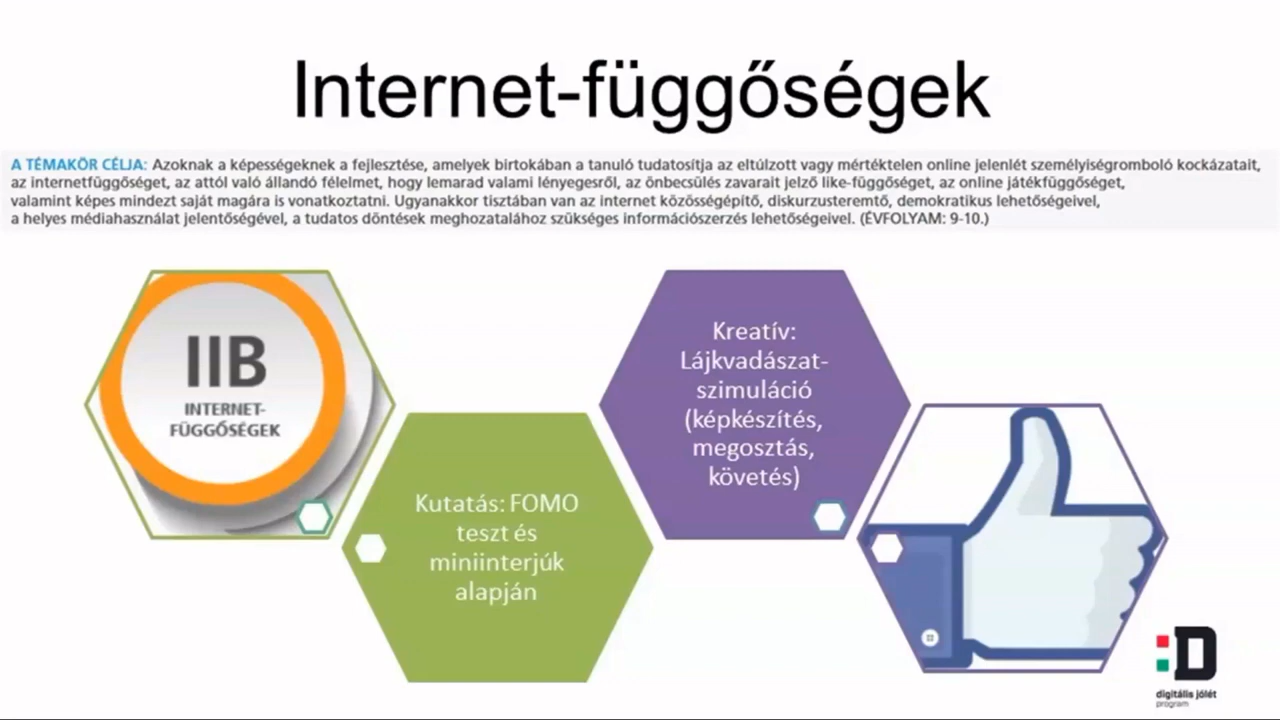 Internet-függőségek
A TÉMAKÖR CÉLJA: Azoknak a képességeknek a fejlesztése, amelyek birtokában a tanuló tudatosítja az eltúlzott vagy mértéktelen online jelenlét személyiségromboló kockázatait,
az internetfüggőséget, az attól való állandó félelmet, hogy lemarad valami lényegesről, az önbecsülés zavarait jelző like-függőséget, az online játékfüggőséget,
valamint képes mindezt saját magára is vonatkoztatni. Ugyanakkor tisztában van az internet közösségépítő, diskurzusteremtő, demokratikus lehetőségeivel,
a helyes médiahasználat jelentőségével, a tudatos döntések meghozatalához szükséges információszerzés lehetőségeivel. (ÉVFOLYAM: 9-10.)
IIB
INTERNET-
FÜGGŐSÉGEK
Kutatás: FOMO
teszt és
miniinterjúk
alapján
Kreatív:
Lájkvadászat-
szimuláció
(képkészítés,
megosztás,
követés)
:D
digitális jólét
program